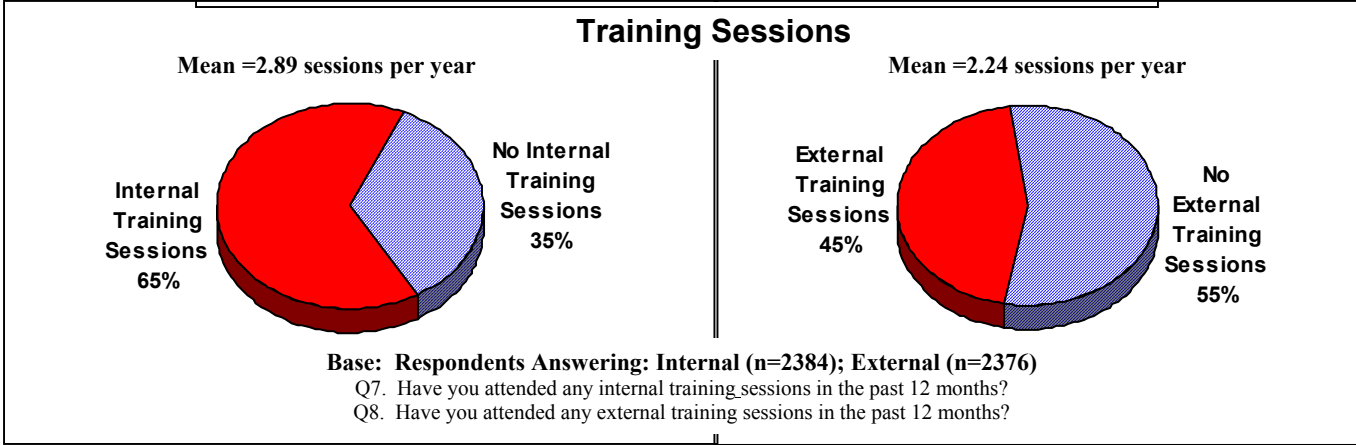 Training Sessions
Mean =2.89 sessions per year
Internal
Training
Sessions
65%
No Internal
Training
Sessions
35%
Mean =2.24 sessions per year
External
Training
Sessions
45%
No
External
Training
Sessions
55%
Base:  Respondents Answering: Internal (n=2384); External (n=2376)
Q7.  Have you attended any internal training sessions in the past 12 months?
Q8.  Have you attended any external training sessions in the past 12 months?